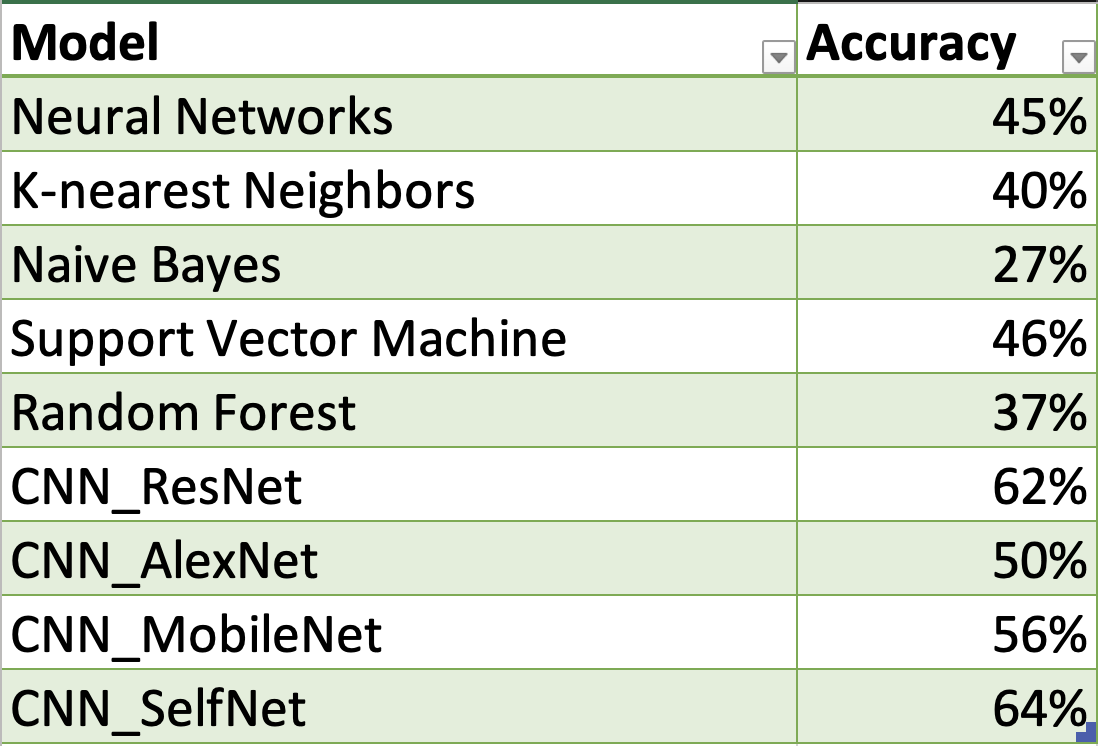 Model Accuracy
Neural Networks 45%
K-nearest Neighbors 40%
Naive Bayes 27%
Support Vector Machine 46%
Random Forest 37%
CNN_ResNet 62%
CNN_AlexNet 50%
CNN_MobileNet 56%
CNN_SelfNet 64%